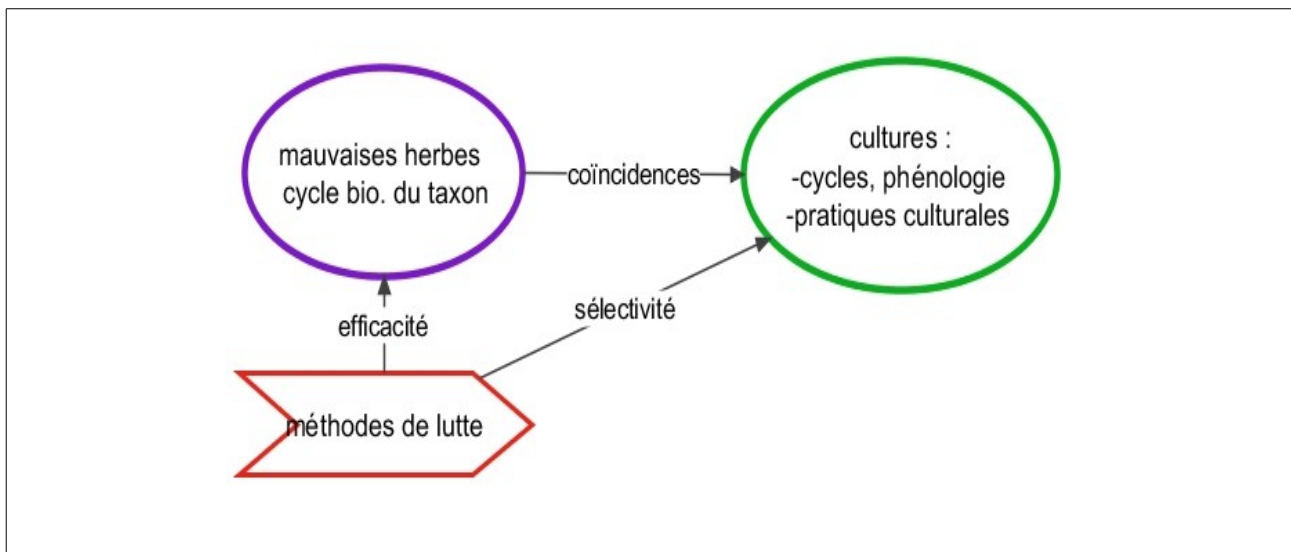 mauvaises herbes
cycle bio. du taxon
coïncidences
cultures :
-cycles, phénologie
-pratiques culturales
efficacité
sélectivité
méthodes de lutte